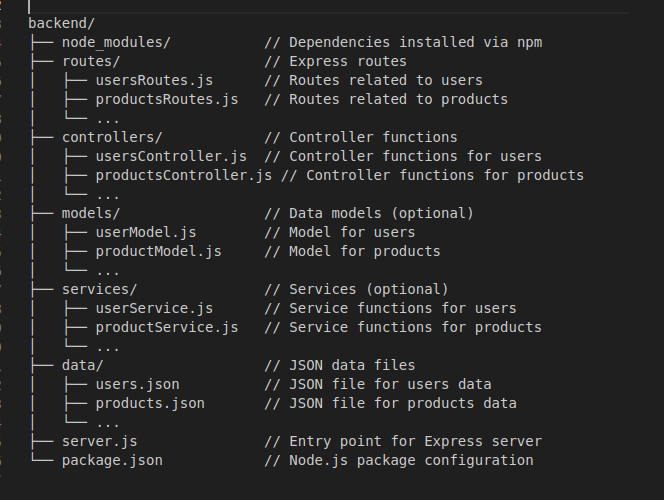 backend/
├── node_modules/           // Dependencies installed via npm
├── routes/                 // Express routes
│   ├── usersRoutes.js      // Routes related to users
│   ├── productsRoutes.js   // Routes related to products
│   └── ...
├── controllers/            // Controller functions
│   ├── usersController.js  // Controller functions for users
│   ├── productsController.js // Controller functions for products
│   └── ...
├── models/                 // Data models (optional)
│   ├── userModel.js        // Model for users
│   ├── productModel.js     // Model for products
│   └── ...
├── services/               // Services (optional)
│   ├── userService.js      // Service functions for users
│   ├── productService.js   // Service functions for products
│   └── ...
├── data/                   // JSON data files
│   ├── users.json          // JSON file for users data
│   ├── products.json       // JSON file for products data
│   └── ...
├── server.js               // Entry point for Express server
└── package.json            // Node.js package configuration